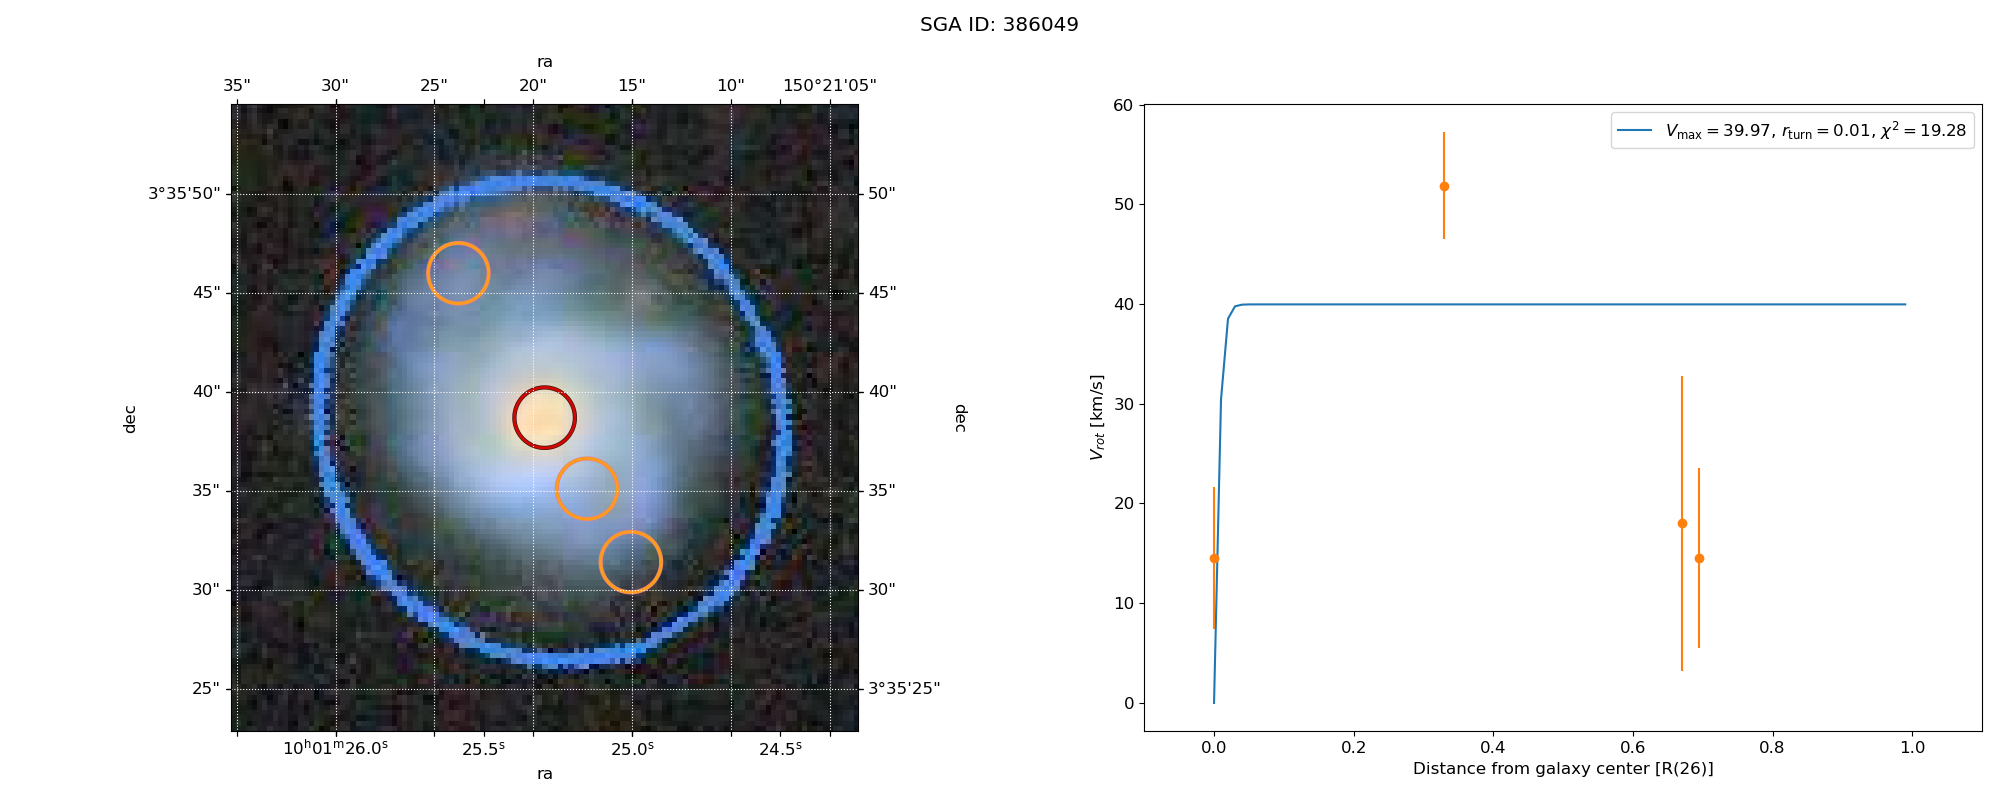 SGA ID: 386049
ra
35" 30" 25" 20" 15" 10" 150°21'05"
3°35'50"
45"
40"
35"
30"
25"
dec
50"
45"
40"
35"
30"
3°35'25"
dec
10ʰ01ᵐ26.0ˢ 25.5ˢ 25.0ˢ 24.5ˢ
ra
60
50
40
30
20
10
0
V_rot [km/s]
V_max = 39.97, r_turn = 0.01, χ² = 19.28
0.0 0.2 0.4 0.6 0.8 1.0
Distance from galaxy center [R(26)]